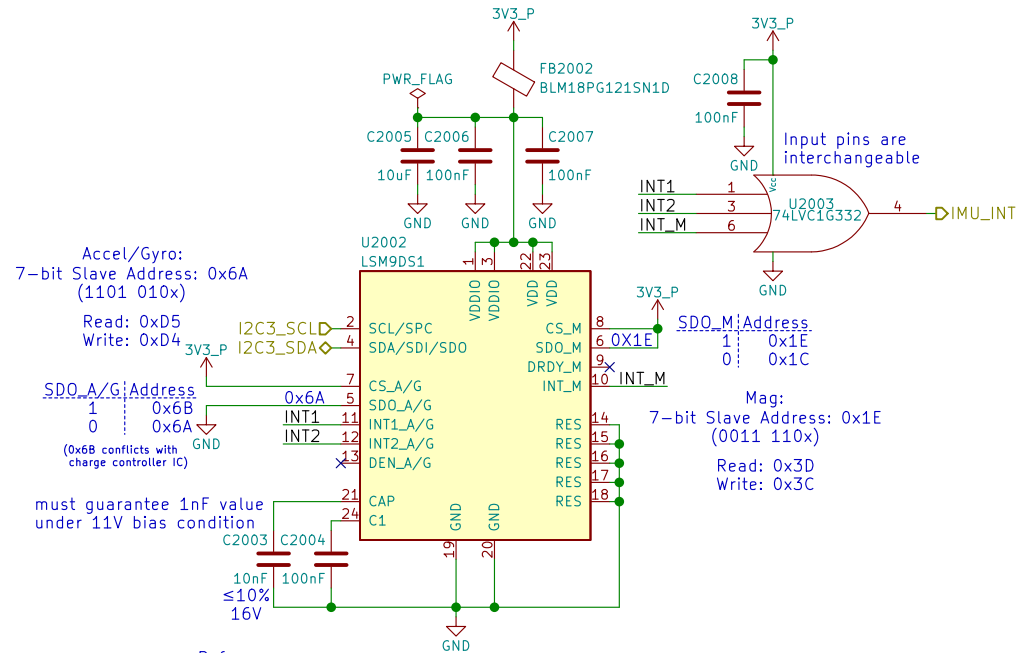 3V3_P
FB2002
BLM18PG121SN1D
PWR_FLAG
C2005
10uF
GND
C2006
100nF
GND
C2007
100nF
GND
3V3_P
C2008
100nF
GND
Input pins are
interchangeable
INT1
1
INT2
3
INT_M
6
Vcc
U2003
74LVC1G332
4
IMU_INT
GND
U2002
LSM9DS1
1
3
22
23
VDDIO
VDDIO
VDD
VDD
Accel/Gyro:
7-bit Slave Address: 0x6A
(1101 010x)
Read: 0xD5
Write: 0xD4
I2C3_SCL
2
SCL/SPC
I2C3_SDA
4
SDA/SDI/SDO
3V3_P
7
CS_A/G
0x6A
5
SDO_A/G
GND
INT1
11
INT1_A/G
INT2
12
INT2_A/G
13
DEN_A/G
SDO_A/G Address
1 0x6B
0 0x6A
(0x6B conflicts with
charge controller IC)
must guarantee 1nF value
under 11V bias condition
21
CAP
24
C1
C2003
10nF
≤10%
16V
C2004
100nF
GND
19
GND
20
GND
CS_M
8
SDO_M
6
0X1E
DRDY_M
9
INT_M
10
INT_M
3V3_P
RES
14
RES
15
RES
16
RES
17
RES
18
SDO_M Address
1 0x1E
0 0x1C
Mag:
7-bit Slave Address: 0x1E
(0011 110x)
Read: 0x3D
Write: 0x3C